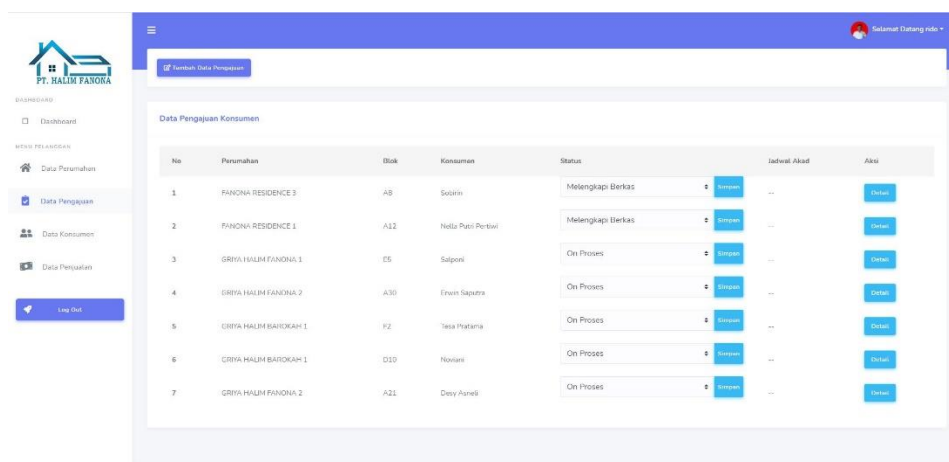 Selamat Datang rido
PT. HALIM FANONA
Tambah Data Pengajuan
DASHBOARD
Dashboard
MENU PELANGGAN
Data Perumahan
Data Pengajuan
Data Konsumen
Data Penjualan
Log Out
Data Pengajuan Konsumen
No Perumahan Blok Konsumen Status Jadwal Akad Aksi
1 FANONA RESIDENCE 3 A8 Sobirin Melengkapi Berkas Simpan -- Detail
2 FANONA RESIDENCE 1 A12 Nella Putri Pertiwi Melengkapi Berkas Simpan -- Detail
3 GRIYA HALIM FANONA 1 E5 Salponi On Proses Simpan -- Detail
4 GRIYA HALIM FANONA 2 A30 Erwin Saputra On Proses Simpan -- Detail
5 GRIYA HALIM BAROKAH 1 F2 Tesa Pratama On Proses Simpan -- Detail
6 GRIYA HALIM BAROKAH 1 D10 Noviani On Proses Simpan -- Detail
7 GRIYA HALIM FANONA 2 A21 Desy Asneli On Proses Simpan -- Detail